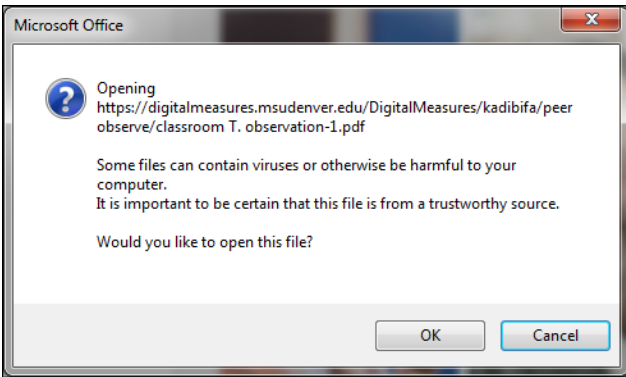 Microsoft Office
Opening
https://digitalmeasures.msudenver.edu/DigitalMeasures/kadibifa/peer
observe/classroom T. observation-1.pdf
Some files can contain viruses or otherwise be harmful to your
computer.
It is important to be certain that this file is from a trustworthy source.
Would you like to open this file?
OK
Cancel